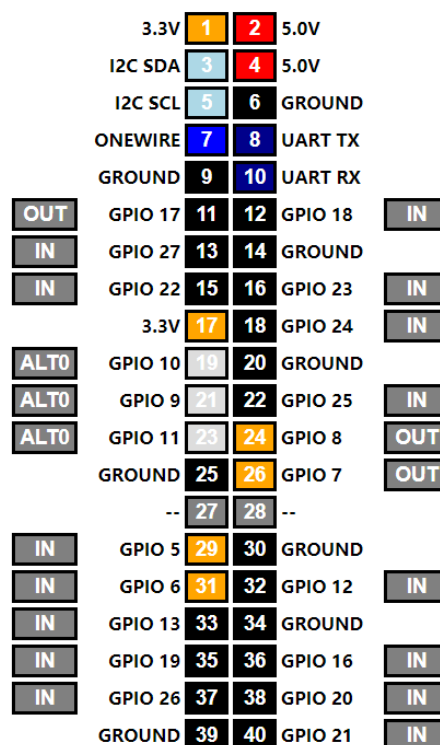 3.3V 1 2 5.0V
I2C SDA 3 4 5.0V
I2C SCL 5 6 GROUND
ONEWIRE 7 8 UART TX
GROUND 9 10 UART RX
OUT GPIO 17 11 12 GPIO 18 IN
IN GPIO 27 13 14 GROUND
IN GPIO 22 15 16 GPIO 23 IN
3.3V 17 18 GPIO 24 IN
ALT0 GPIO 10 19 20 GROUND
ALT0 GPIO 9 21 22 GPIO 25 IN
ALT0 GPIO 11 23 24 GPIO 8 OUT
GROUND 25 26 GPIO 7 OUT
-- 27 28 --
IN GPIO 5 29 30 GROUND
IN GPIO 6 31 32 GPIO 12 IN
IN GPIO 13 33 34 GROUND
IN GPIO 19 35 36 GPIO 16 IN
IN GPIO 26 37 38 GPIO 20 IN
GROUND 39 40 GPIO 21 IN